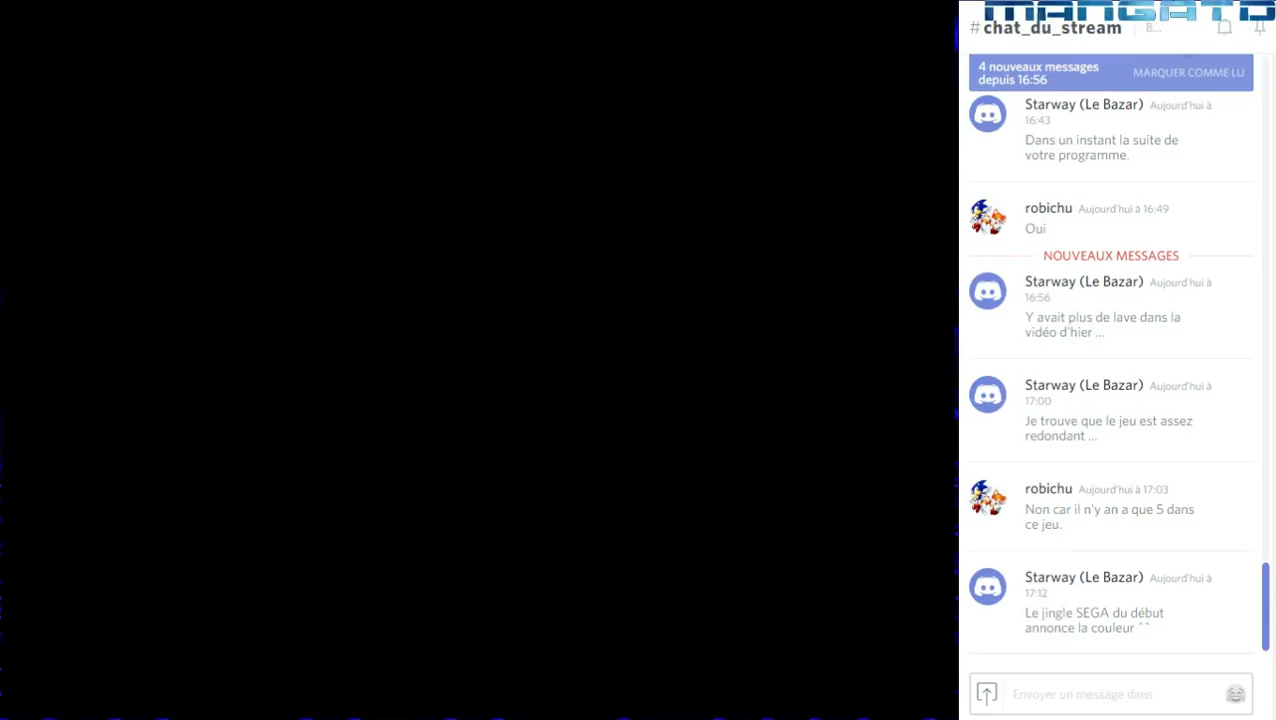 MANGATD
# chat_du_stream B...
4 nouveaux messages
depuis 16:56
MARQUER COMME LU
Starway (Le Bazar) Aujourd'hui à
16:43
Dans un instant la suite de
votre programme.
robichu Aujourd'hui à 16:49
Oui
NOUVEAUX MESSAGES
Starway (Le Bazar) Aujourd'hui à
16:56
Y avait plus de lave dans la
vidéo d'hier ...
Starway (Le Bazar) Aujourd'hui à
17:00
Je trouve que le jeu est assez
redondant ...
robichu Aujourd'hui à 17:03
Non car il n'y an a que 5 dans
ce jeu.
Starway (Le Bazar) Aujourd'hui à
17:12
Le jingle SEGA du début
annonce la couleur ^^
Envoyer un message dans